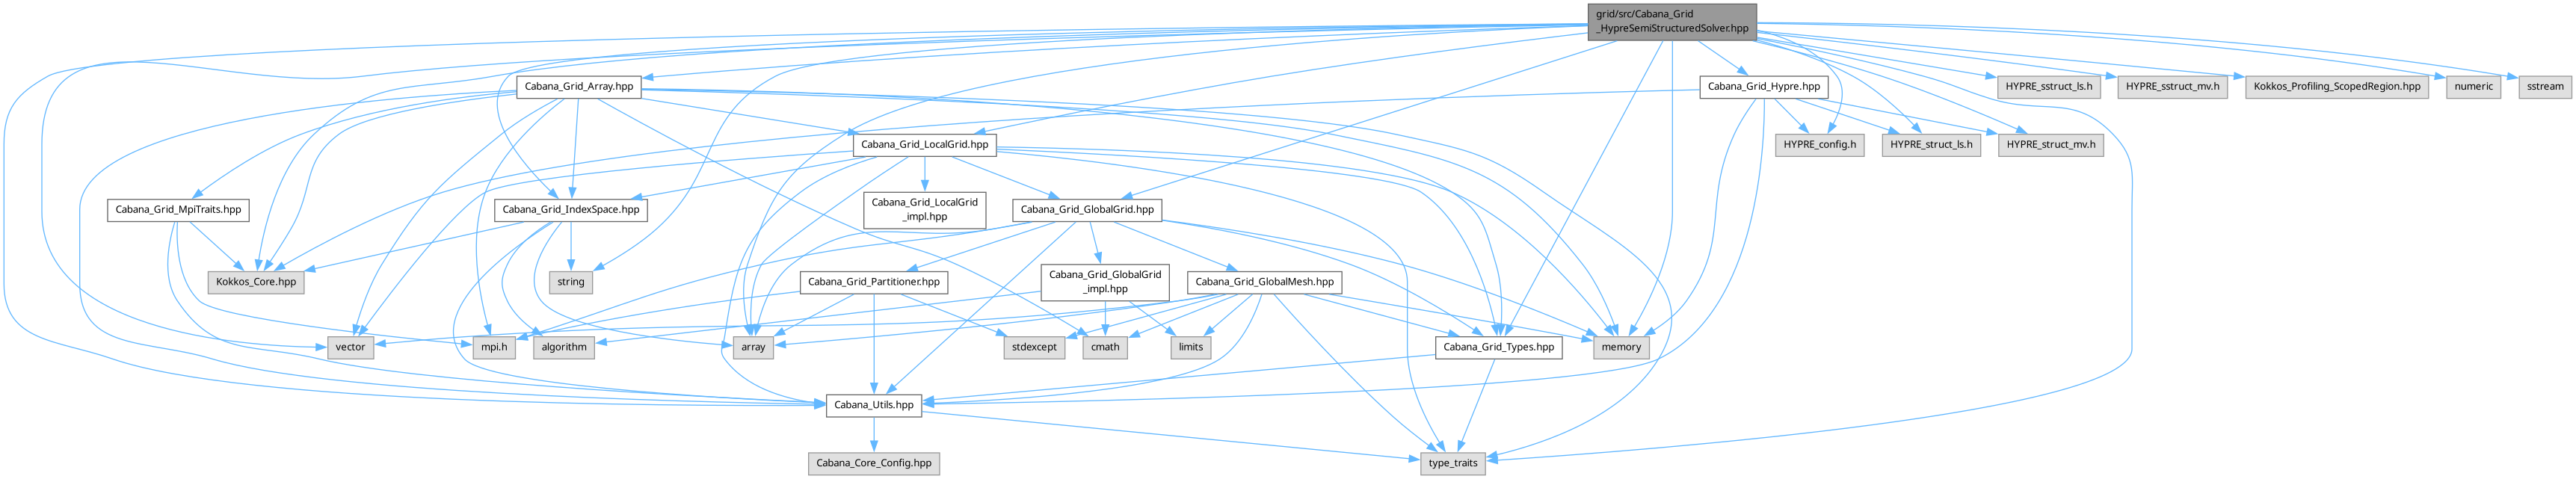 grid/src/Cabana_Grid
_HypreSemiStructuredSolver.hpp
Cabana_Grid_Array.hpp
Cabana_Grid_Hypre.hpp
HYPRE_sstruct_ls.h
HYPRE_sstruct_mv.h
Kokkos_Profiling_ScopedRegion.hpp
numeric
sstream
Cabana_Grid_LocalGrid.hpp
HYPRE_config.h
HYPRE_struct_ls.h
HYPRE_struct_mv.h
Cabana_Grid_MpiTraits.hpp
Cabana_Grid_IndexSpace.hpp
Cabana_Grid_LocalGrid
_impl.hpp
Cabana_Grid_GlobalGrid.hpp
Kokkos_Core.hpp
string
Cabana_Grid_Partitioner.hpp
Cabana_Grid_GlobalGrid
_impl.hpp
Cabana_Grid_GlobalMesh.hpp
vector
mpi.h
algorithm
array
stdexcept
cmath
limits
Cabana_Grid_Types.hpp
memory
Cabana_Utils.hpp
Cabana_Core_Config.hpp
type_traits